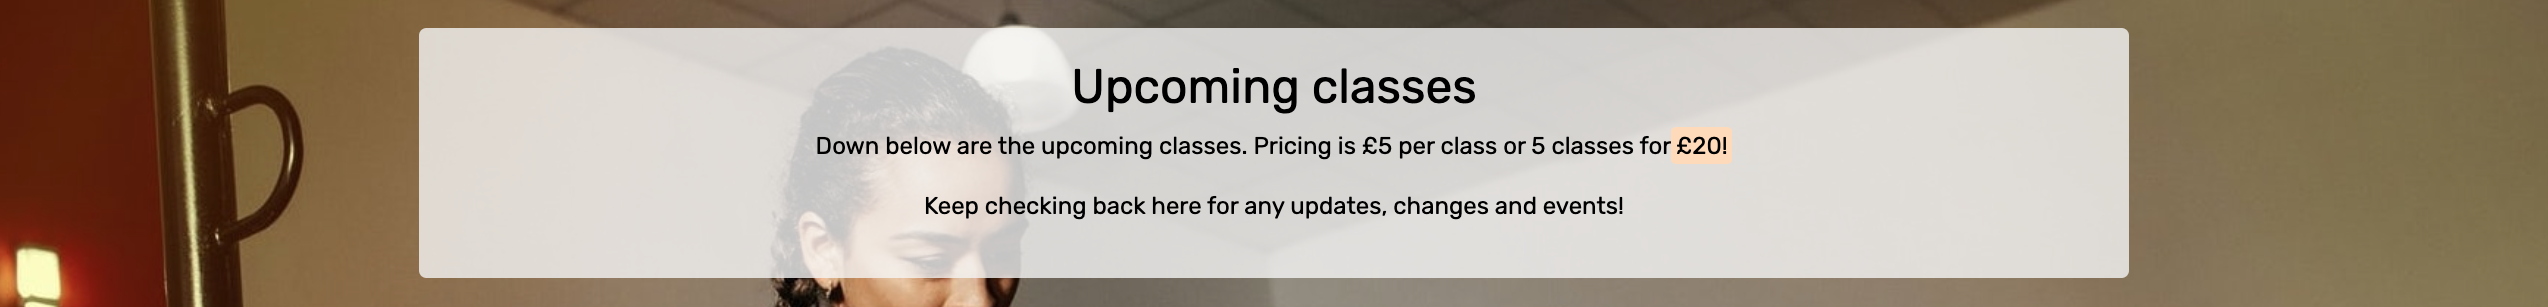 Upcoming classes
Down below are the upcoming classes. Pricing is £5 per class or 5 classes for £20!
Keep checking back here for any updates, changes and events!